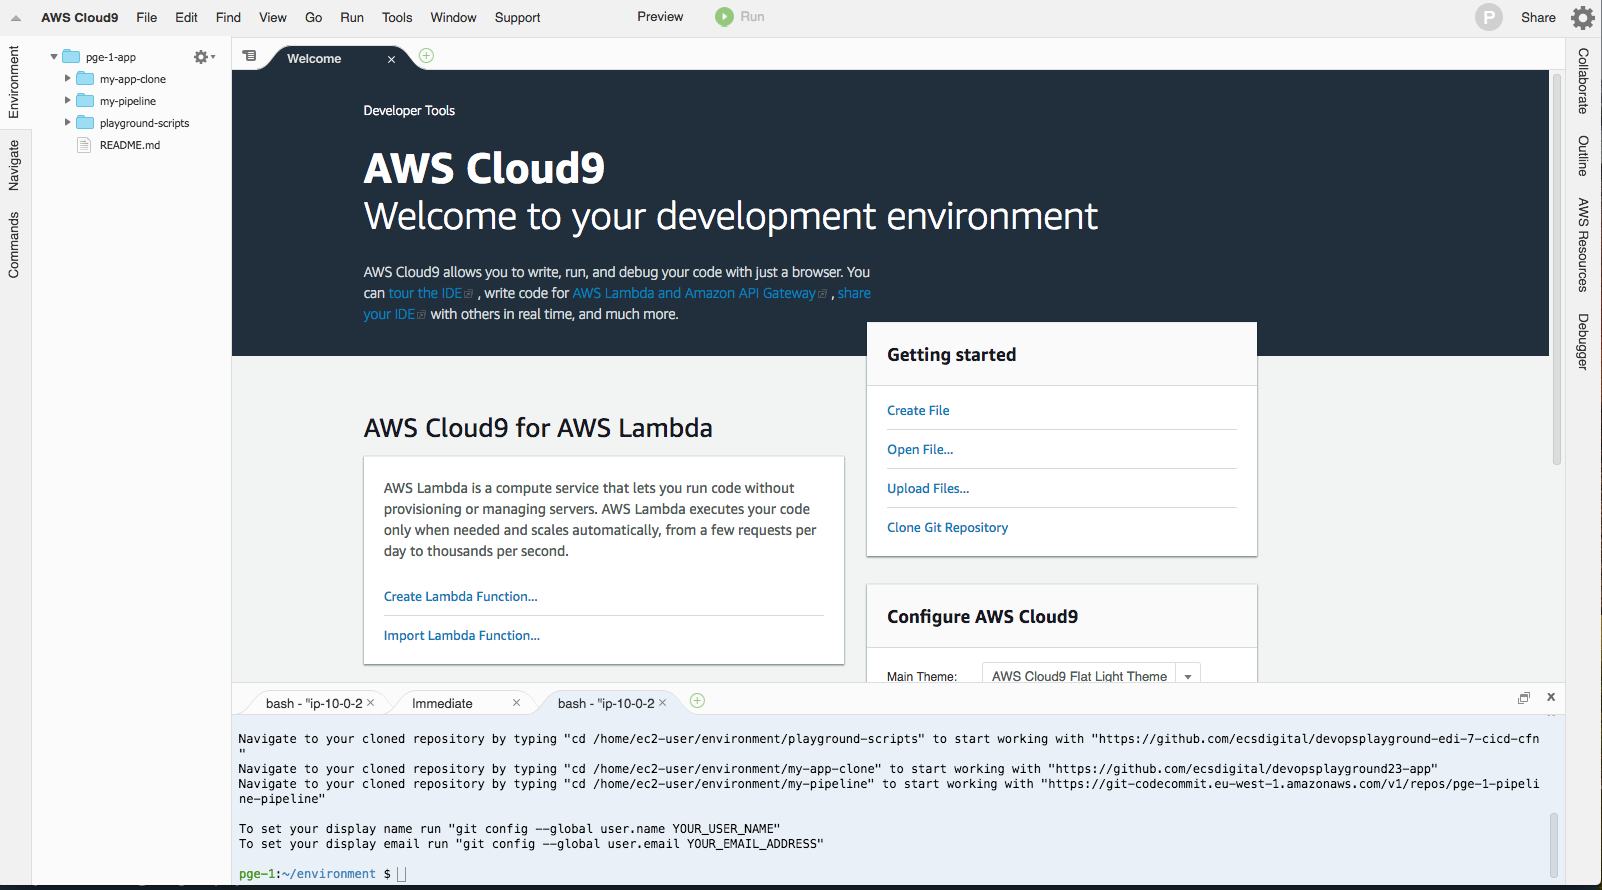 AWS Cloud9 File Edit Find View Go Run Tools Window Support Preview Run P Share
Environment
Navigate
Commands
pge-1-app
my-app-clone
my-pipeline
playground-scripts
README.md
Welcome
Developer Tools
AWS Cloud9
Welcome to your development environment
AWS Cloud9 allows you to write, run, and debug your code with just a browser. You
can tour the IDE , write code for AWS Lambda and Amazon API Gateway , share
your IDE with others in real time, and much more.
Getting started
Create File
Open File...
Upload Files...
Clone Git Repository
AWS Cloud9 for AWS Lambda
AWS Lambda is a compute service that lets you run code without
provisioning or managing servers. AWS Lambda executes your code
only when needed and scales automatically, from a few requests per
day to thousands per second.
Create Lambda Function...
Import Lambda Function...
Configure AWS Cloud9
Main Theme: AWS Cloud9 Flat Light Theme
Collaborate
Outline
AWS Resources
Debugger
bash - "ip-10-0-2 Immediate bash - "ip-10-0-2
Navigate to your cloned repository by typing "cd /home/ec2-user/environment/playground-scripts" to start working with "https://github.com/ecsdigital/devopsplayground-edi-7-cicd-cfn
"
Navigate to your cloned repository by typing "cd /home/ec2-user/environment/my-app-clone" to start working with "https://github.com/ecsdigital/devopsplayground23-app"
Navigate to your cloned repository by typing "cd /home/ec2-user/environment/my-pipeline" to start working with "https://git-codecommit.eu-west-1.amazonaws.com/v1/repos/pge-1-pipeli
ne-pipeline"
To set your display name run "git config --global user.name YOUR_USER_NAME"
To set your display email run "git config --global user.email YOUR_EMAIL_ADDRESS"
pge-1:~/environment $